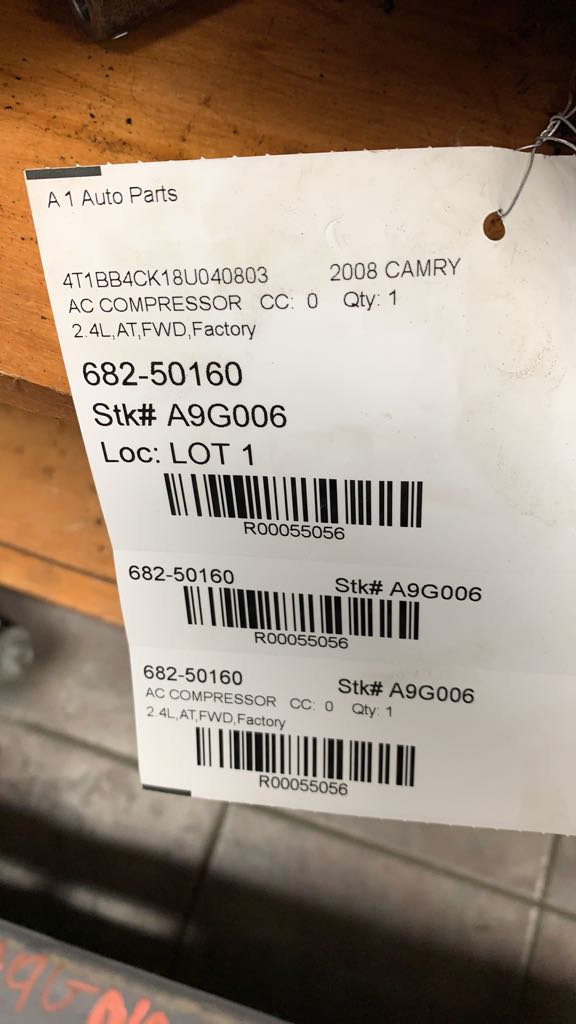 A 1 Auto Parts
4T1BB4CK18U040803 2008 CAMRY
AC COMPRESSOR CC: 0 Qty: 1
2.4L,AT,FWD,Factory
682-50160
Stk# A9G006
Loc: LOT 1
R00055056
682-50160 Stk# A9G006
R00055056
682-50160 Stk# A9G006
AC COMPRESSOR CC: 0 Qty: 1
2.4L,AT,FWD,Factory
R00055056